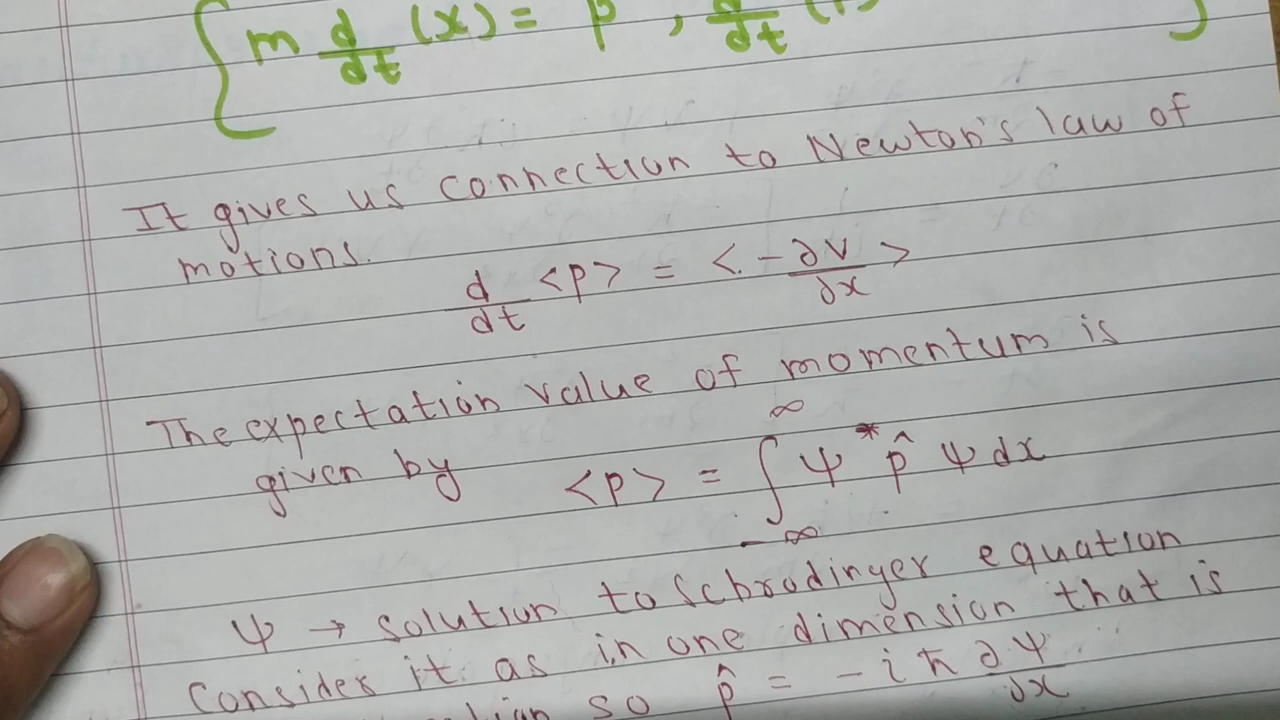 m d/dt (x) = p , d/dt (
It gives us connection to Newton's law of
motions.
d/dt <p> = <-∂V/∂x>
The expectation value of momentum is
given by <p> = ∫_{-∞}^{∞} Ψ* p̂ Ψ dx
Ψ → solution to Schrodinger equation
Consider it as in one dimension that is
so p̂ = -iħ ∂Ψ/∂x